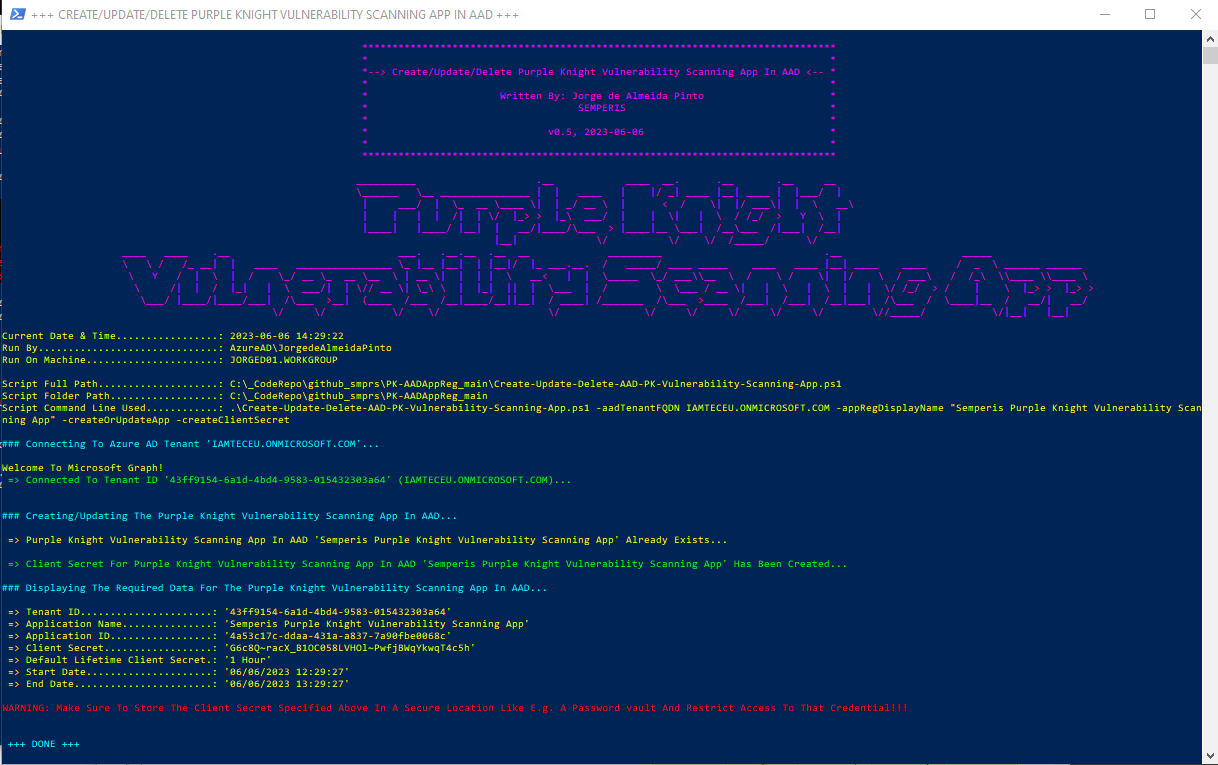 +++ CREATE/UPDATE/DELETE PURPLE KNIGHT VULNERABILITY SCANNING APP IN AAD +++
*******************************************************************************
* *
*--> Create/Update/Delete Purple Knight Vulnerability Scanning App In AAD <-- *
* *
* Written By: Jorge de Almeida Pinto *
* SEMPERIS *
* *
* v0.5, 2023-06-06 *
* *
*******************************************************************************
Purple Knight
Vulnerability Scanning App
Current Date & Time.................: 2023-06-06 14:29:22
Run By..............................: AzureAD\JorgedeAlmeidaPinto
Run On Machine......................: JORGED01.WORKGROUP
Script Full Path....................: C:\_CodeRepo\github_smprs\PK-AADAppReg_main\Create-Update-Delete-AAD-PK-Vulnerability-Scanning-App.ps1
Script Folder Path..................: C:\_CodeRepo\github_smprs\PK-AADAppReg_main
Script Command Line Used............: .\Create-Update-Delete-AAD-PK-Vulnerability-Scanning-App.ps1 -aadTenantFQDN IAMTECEU.ONMICROSOFT.COM -appRegDisplayName "Semperis Purple Knight Vulnerability Scan
ning App" -createOrUpdateApp -createClientSecret
### Connecting To Azure AD Tenant 'IAMTECEU.ONMICROSOFT.COM'...
Welcome To Microsoft Graph!
=> Connected To Tenant ID '43ff9154-6a1d-4bd4-9583-015432303a64' (IAMTECEU.ONMICROSOFT.COM)...
### Creating/Updating The Purple Knight Vulnerability Scanning App In AAD...
=> Purple Knight Vulnerability Scanning App In AAD 'Semperis Purple Knight Vulnerability Scanning App' Already Exists...
=> Client Secret For Purple Knight Vulnerability Scanning App In AAD 'Semperis Purple Knight Vulnerability Scanning App' Has Been Created...
### Displaying The Required Data For The Purple Knight Vulnerability Scanning App In AAD...
=> Tenant ID......................: '43ff9154-6a1d-4bd4-9583-015432303a64'
=> Application Name...............: 'Semperis Purple Knight Vulnerability Scanning App'
=> Application ID.................: '4a53c17c-ddaa-431a-a837-7a90fbe0068c'
=> Client Secret..................: 'G6c8Q~racX_B1OC058LVHOl~PwfjBWqYkwqT4c5h'
=> Default Lifetime Client Secret.: '1 Hour'
=> Start Date.....................: '06/06/2023 12:29:27'
=> End Date.......................: '06/06/2023 13:29:27'
WARNING: Make Sure To Store The Client Secret Specified Above In A Secure Location Like E.g. A Password vault And Restrict Access To That Credential!!!
+++ DONE +++